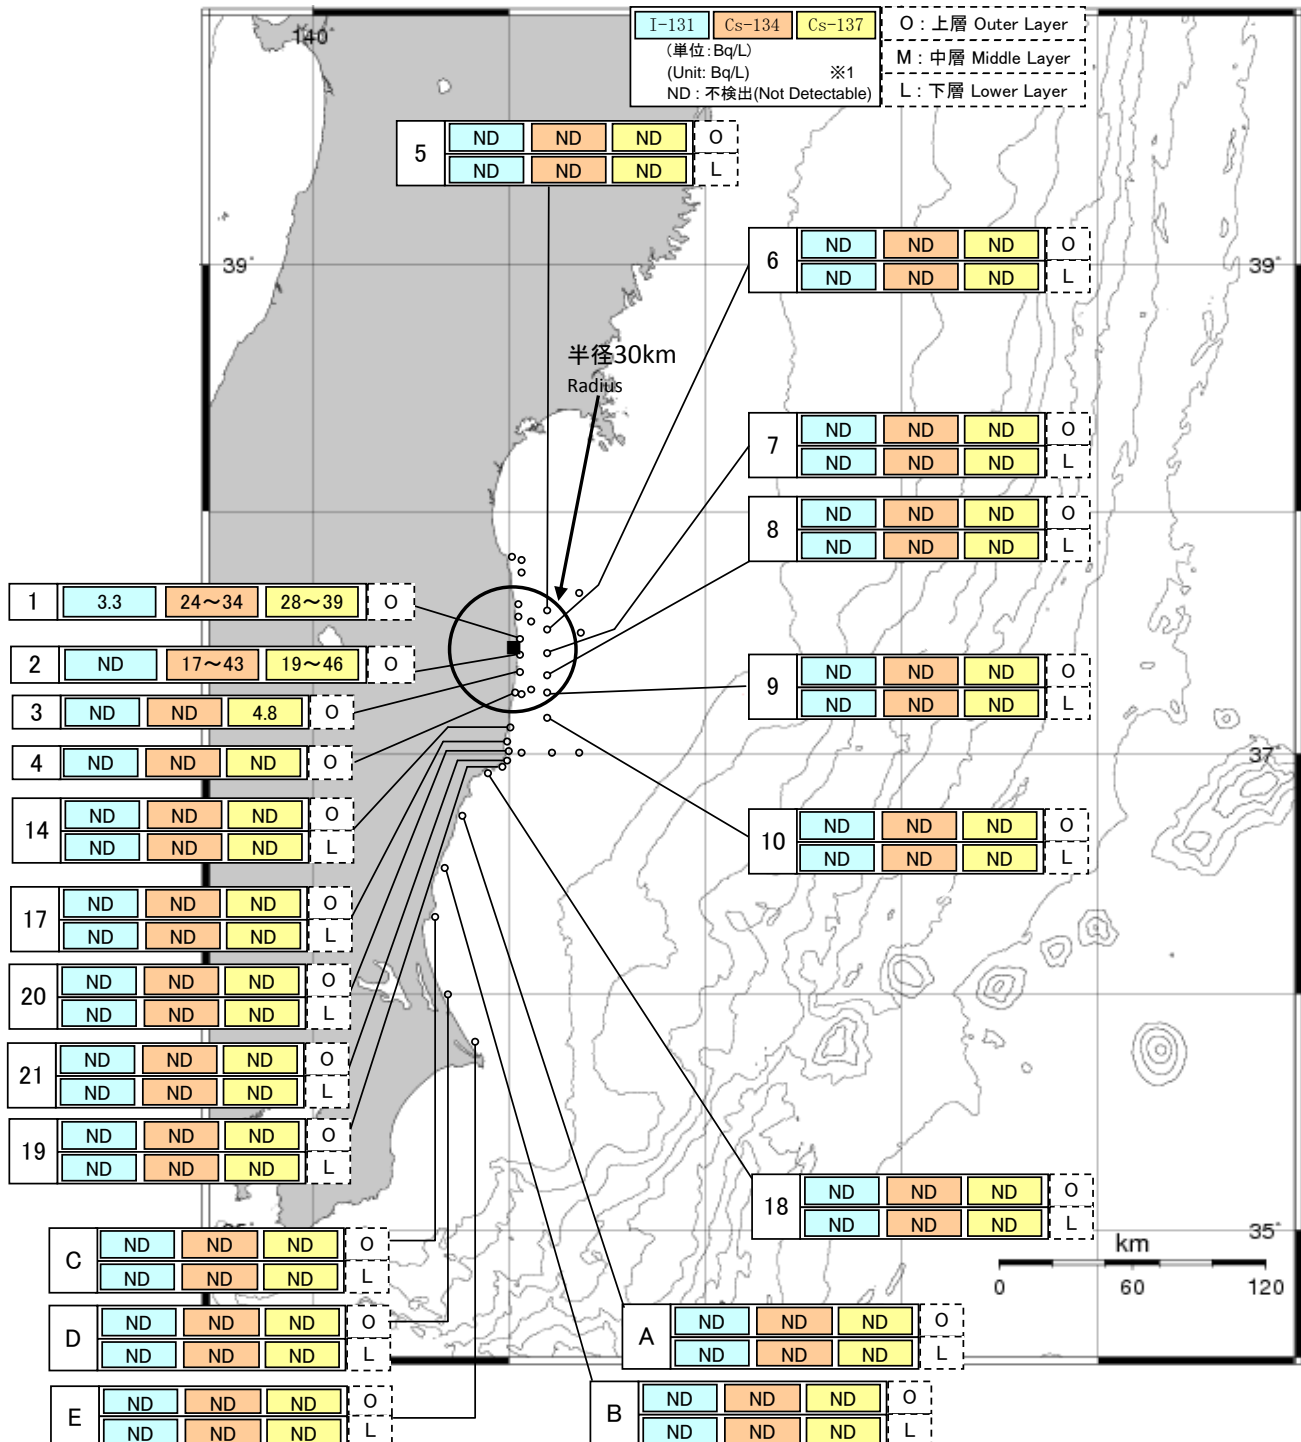 140°
I-131 Cs-134 Cs-137
(単位:Bq/L)
(Unit: Bq/L) ※1
ND : 不検出(Not Detectable)
O : 上層 Outer Layer
M : 中層 Middle Layer
L : 下層 Lower Layer
5
ND ND ND O
ND ND ND L
6
ND ND ND O
ND ND ND L
39°
39°
半径30km
Radius
7
ND ND ND O
ND ND ND L
8
ND ND ND O
ND ND ND L
1 3.3 24～34 28～39 O
2 ND 17～43 19～46 O
3 ND ND 4.8 O
4 ND ND ND O
9
ND ND ND O
ND ND ND L
37°
14
ND ND ND O
ND ND ND L
10
ND ND ND O
ND ND ND L
17
ND ND ND O
ND ND ND L
20
ND ND ND O
ND ND ND L
21
ND ND ND O
ND ND ND L
19
ND ND ND O
ND ND ND L
18
ND ND ND O
ND ND ND L
35°
km
0 60 120
C
ND ND ND O
ND ND ND L
D
ND ND ND O
ND ND ND L
A
ND ND ND O
ND ND ND L
E
ND ND ND O
ND ND ND L
B
ND ND ND O
ND ND ND L